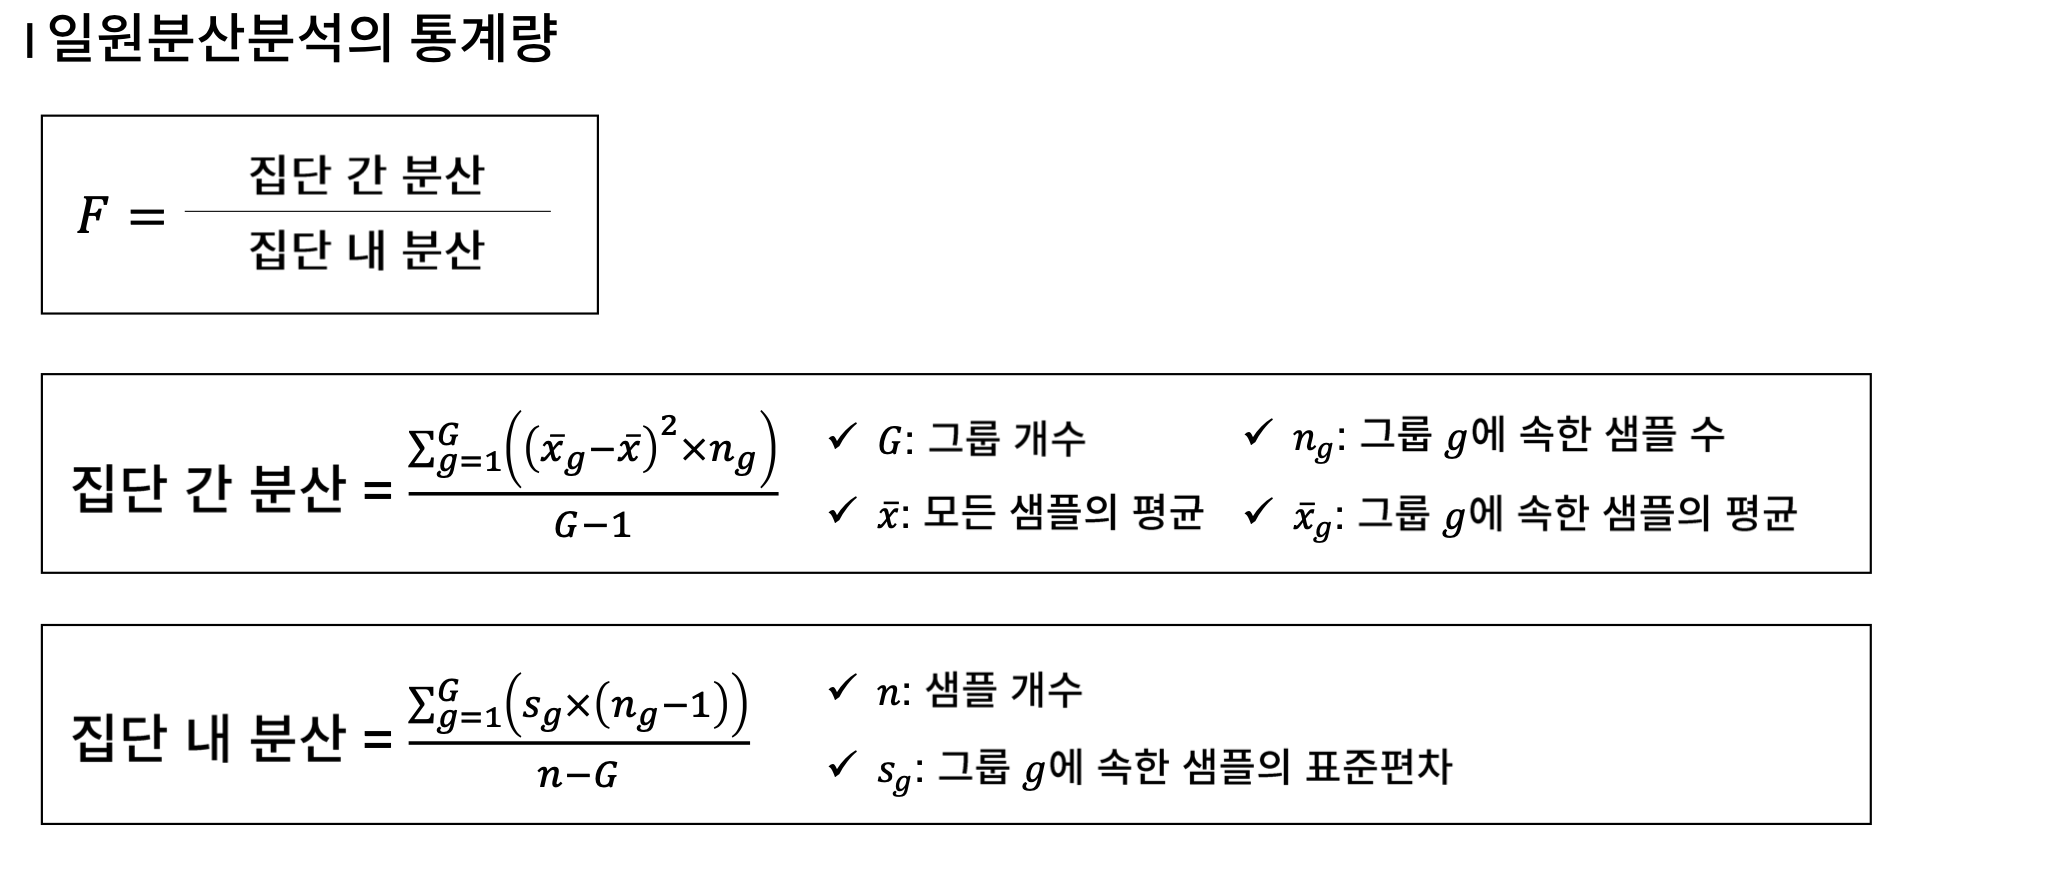 일원분산분석의 통계량
F = 집단 간 분산 / 집단 내 분산
집단 간 분산 = \frac{\sum_{g=1}^{G}\left(\left(\bar{x}_g-\bar{x}\right)^2 \times n_g\right)}{G-1}
✓ G: 그룹 개수
✓ n_g: 그룹 g에 속한 샘플 수
✓ \bar{x}: 모든 샘플의 평균
✓ \bar{x}_g: 그룹 g에 속한 샘플의 평균
집단 내 분산 = \frac{\sum_{g=1}^{G}\left(s_g \times (n_g-1)\right)}{n-G}
✓ n: 샘플 개수
✓ s_g: 그룹 g에 속한 샘플의 표준편차